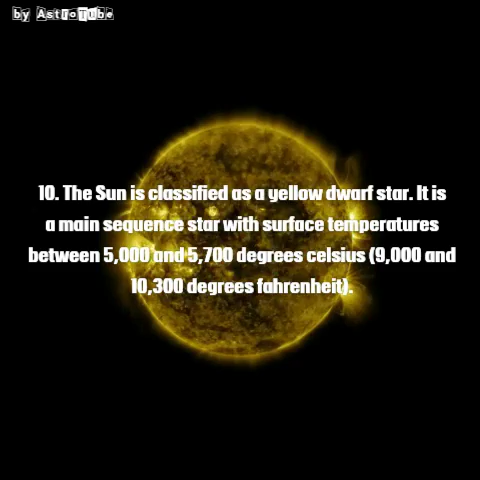 by AstroTube
10. The Sun is classified as a yellow dwarf star. It is
a main sequence star with surface temperatures
between 5,000 and 5,700 degrees celsius (9,000 and
10,300 degrees fahrenheit).